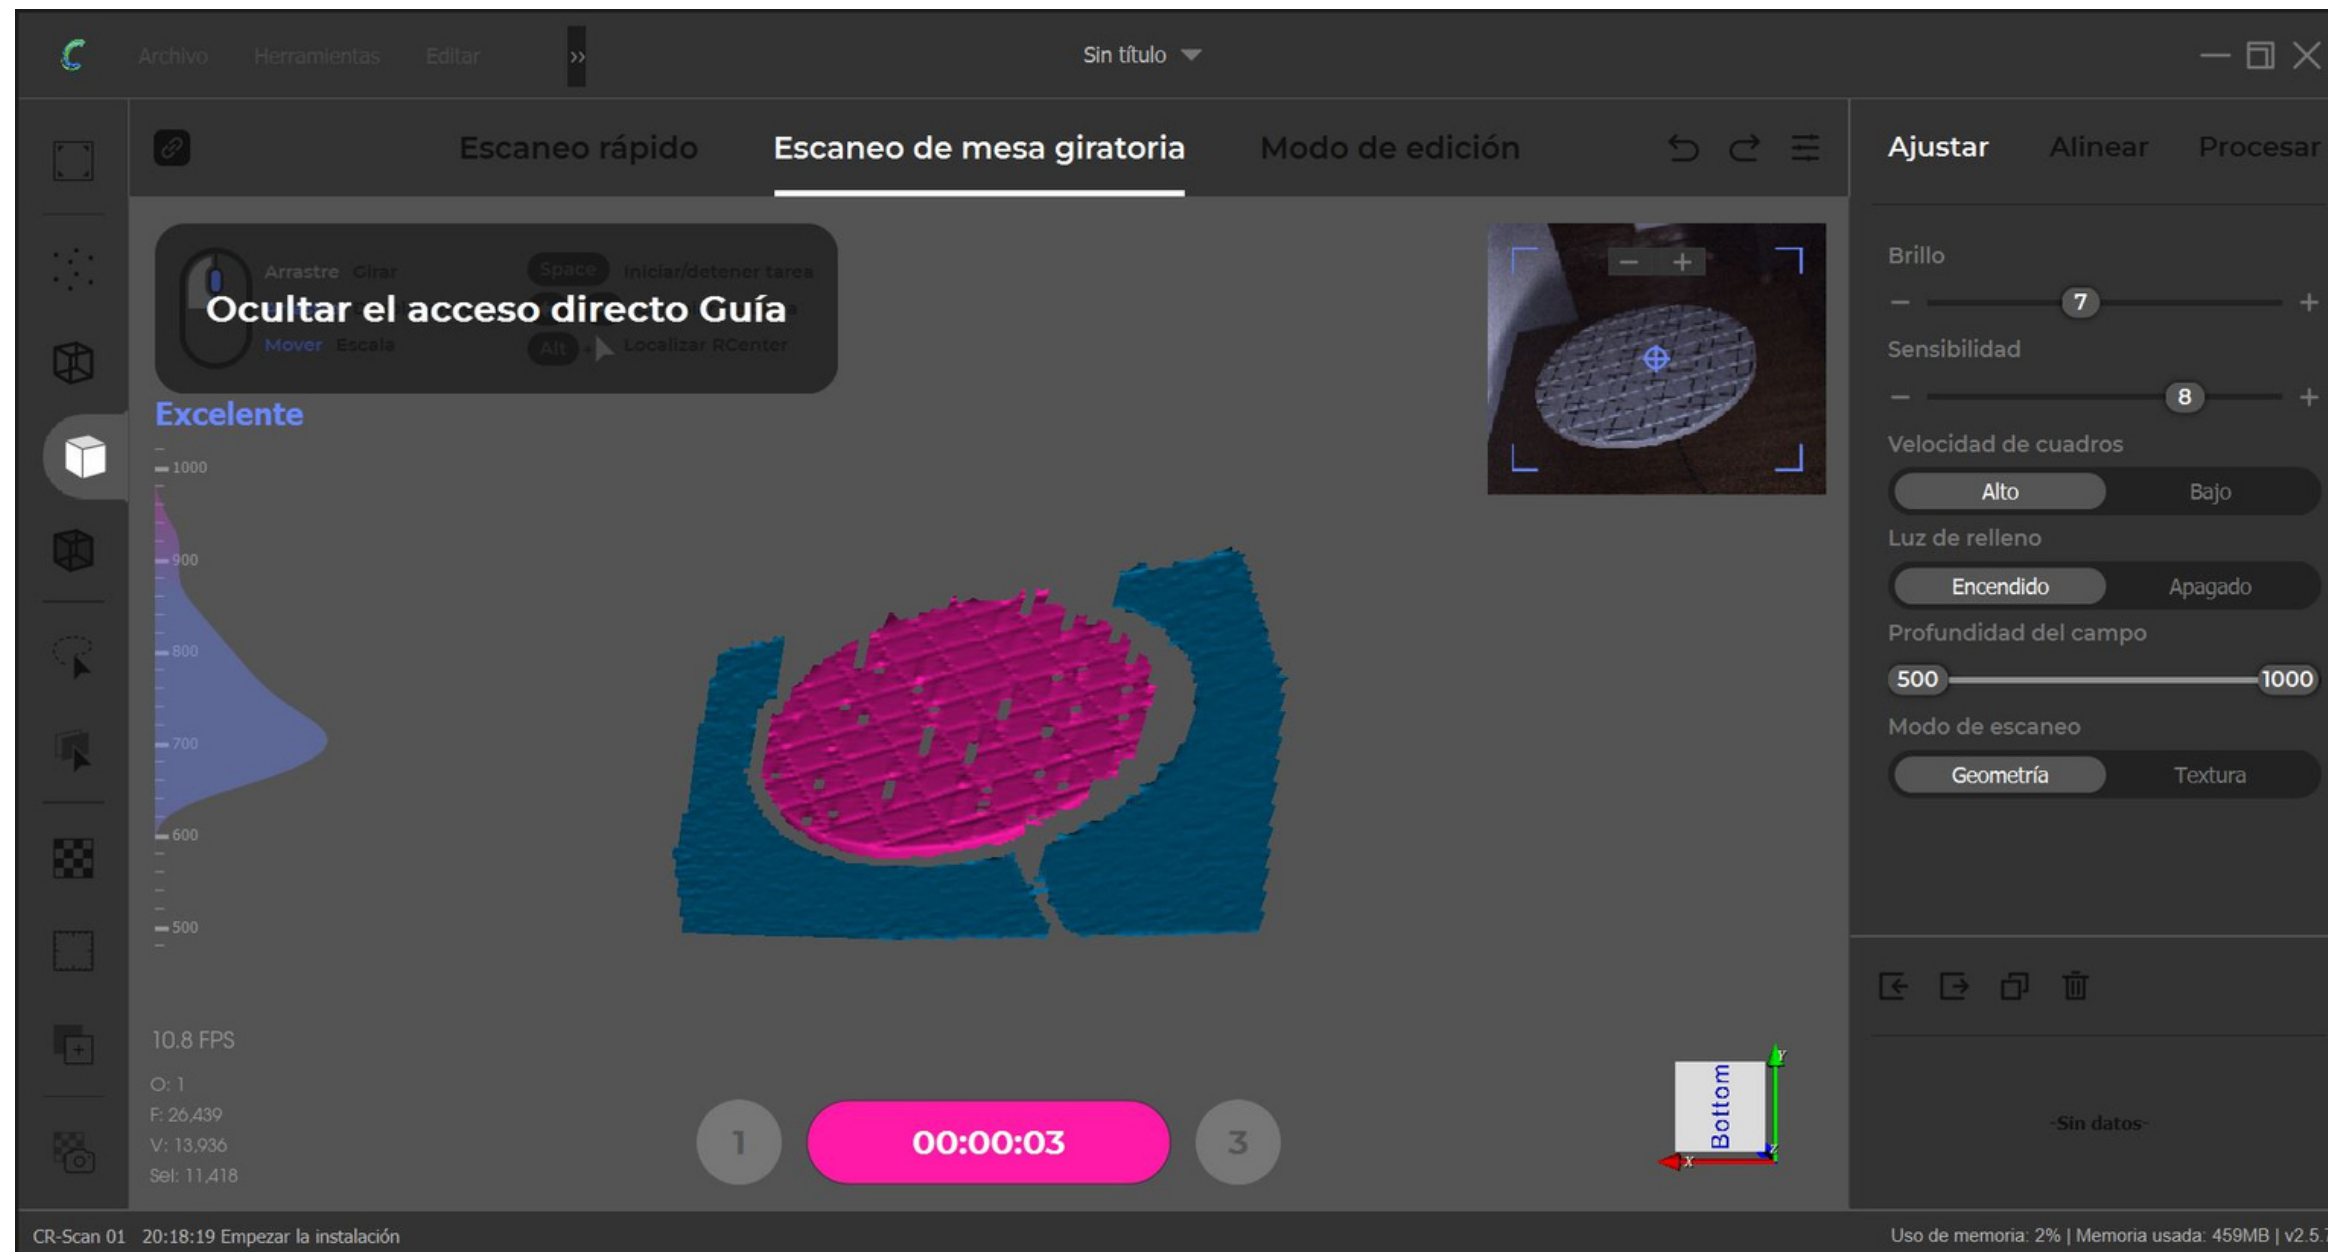 Archivo Herramientas Editar » Sin título
Escaneo rápido Escaneo de mesa giratoria Modo de edición
Ajustar Alinear Procesar
Arrastre Girar Space Iniciar/detener tarea
Ocultar el acceso directo Guía
Mover Escala Alt + Localizar RCenter
Excelente
1000
900
800
700
600
500
10.8 FPS
O: 1
F: 26,439
V: 13,936
Sel: 11,418
1 00:00:03 3
Bottom
Y
X
Z
Brillo
7
Sensibilidad
8
Velocidad de cuadros
Alto Bajo
Luz de relleno
Encendido Apagado
Profundidad del campo
500 1000
Modo de escaneo
Geometría Textura
-Sin datos-
CR-Scan 01 20:18:19 Empezar la instalación
Uso de memoria: 2% | Memoria usada: 459MB | v2.5.